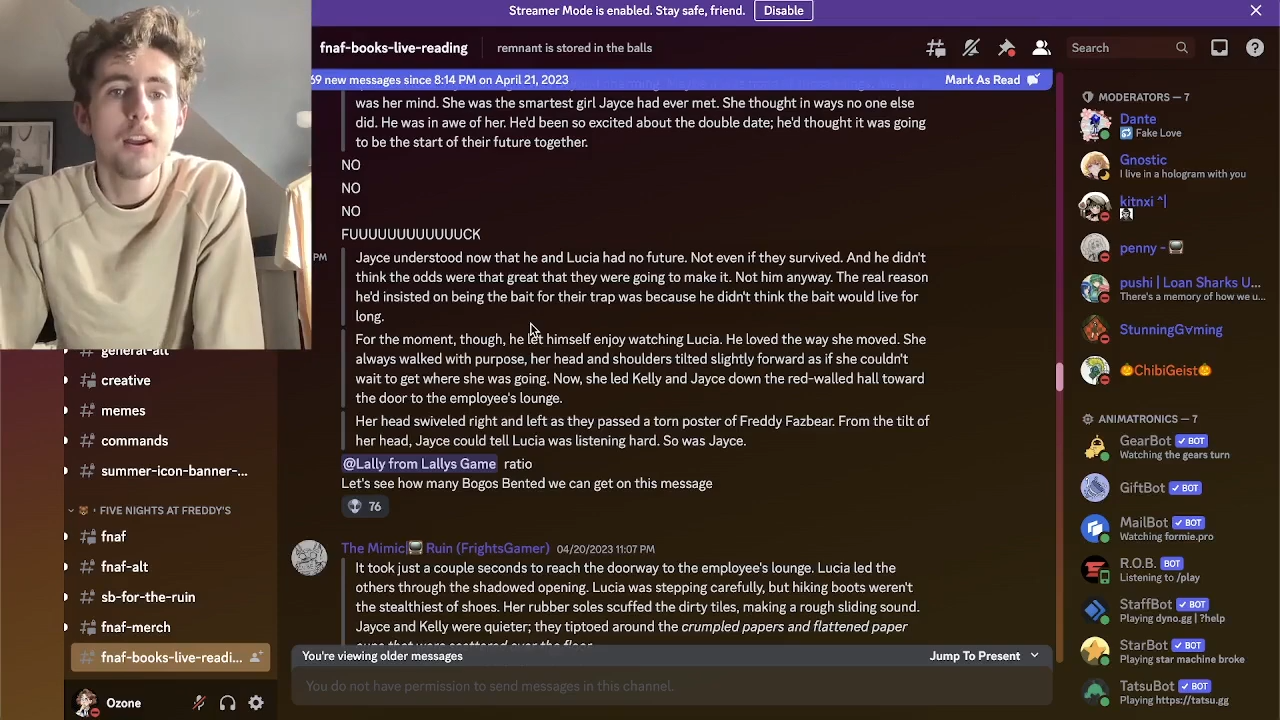 Streamer Mode is enabled. Stay safe, friend.
Disable
fnaf-books-live-reading
remnant is stored in the balls
Search
69 new messages since 8:14 PM on April 21, 2023
Mark As Read
was her mind. She was the smartest girl Jayce had ever met. She thought in ways no one else
did. He was in awe of her. He'd been so excited about the double date; he'd thought it was going
to be the start of their future together.
NO
NO
NO
FUUUUUUUUUUUUCK
PM
Jayce understood now that he and Lucia had no future. Not even if they survived. And he didn't
think the odds were that great that they were going to make it. Not him anyway. The real reason
he'd insisted on being the bait for their trap was because he didn't think the bait would live for
long.
For the moment, though, he let himself enjoy watching Lucia. He loved the way she moved. She
always walked with purpose, her head and shoulders tilted slightly forward as if she couldn't
wait to get where she was going. Now, she led Kelly and Jayce down the red-walled hall toward
the door to the employee's lounge.
Her head swiveled right and left as they passed a torn poster of Freddy Fazbear. From the tilt of
her head, Jayce could tell Lucia was listening hard. So was Jayce.
@Lally from Lallys Game ratio
Let's see how many Bogos Bented we can get on this message
76
The Mimic| Ruin (FrightsGamer) 04/20/2023 11:07 PM
It took just a couple seconds to reach the doorway to the employee's lounge. Lucia led the
others through the shadowed opening. Lucia was stepping carefully, but hiking boots weren't
the stealthiest of shoes. Her rubber soles scuffed the dirty tiles, making a rough sliding sound.
Jayce and Kelly were quieter; they tiptoed around the crumpled papers and flattened paper
You're viewing older messages
Jump To Present
You do not have permission to send messages in this channel.
general-alt
creative
memes
commands
summer-icon-banner-...
FIVE NIGHTS AT FREDDY'S
fnaf
fnaf-alt
sb-for-the-ruin
fnaf-merch
fnaf-books-live-readi...
Ozone
MODERATORS — 7
Dante
Fake Love
Gnostic
I live in a hologram with you
kitnxi ^|
penny -
pushi | Loan Sharks U...
There's a memory of how we u...
StunningG∀ming
ChibiGeist
ANIMATRONICS — 7
GearBot ✓ BOT
Watching the gears turn
GiftBot ✓ BOT
MailBot ✓ BOT
Watching formie.pro
R.O.B. BOT
Listening to /play
StaffBot ✓ BOT
Playing dyno.gg | ?help
StarBot ✓ BOT
Playing star machine broke
TatsuBot ✓ BOT
Playing https://tatsu.gg